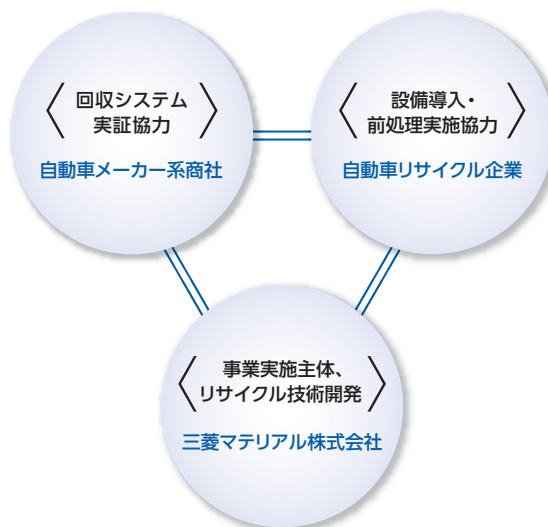 回収システム
実証協力
自動車メーカー系商社
設備導入・
前処理実施協力
自動車リサイクル企業
事業実施主体、
リサイクル技術開発
三菱マテリアル株式会社